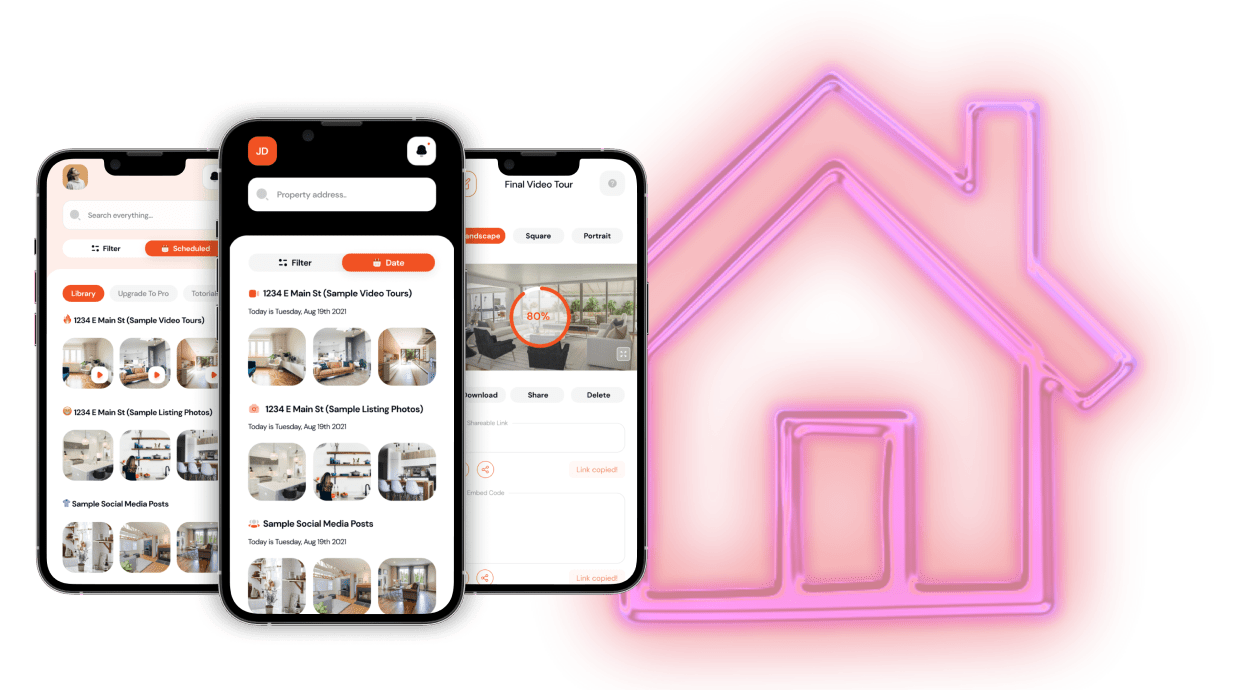 Search everything...
Filter
Scheduled
Library
Upgrade To Pro
1234 E Main St (Sample Video Tours)
1234 E Main St (Sample Listing Photos)
Sample Social Media Posts
JD
Property address..
Filter
Date
1234 E Main St (Sample Video Tours)
Today is Tuesday, Aug 19th 2021
1234 E Main St (Sample Listing Photos)
Today is Tuesday, Aug 19th 2021
Sample Social Media Posts
Today is Tuesday, Aug 19th 2021
Final Video Tour
ndscape
Square
Portrait
80%
ownload
Share
Delete
Shareable Link
Link copied!
Embed Code
Link copied!